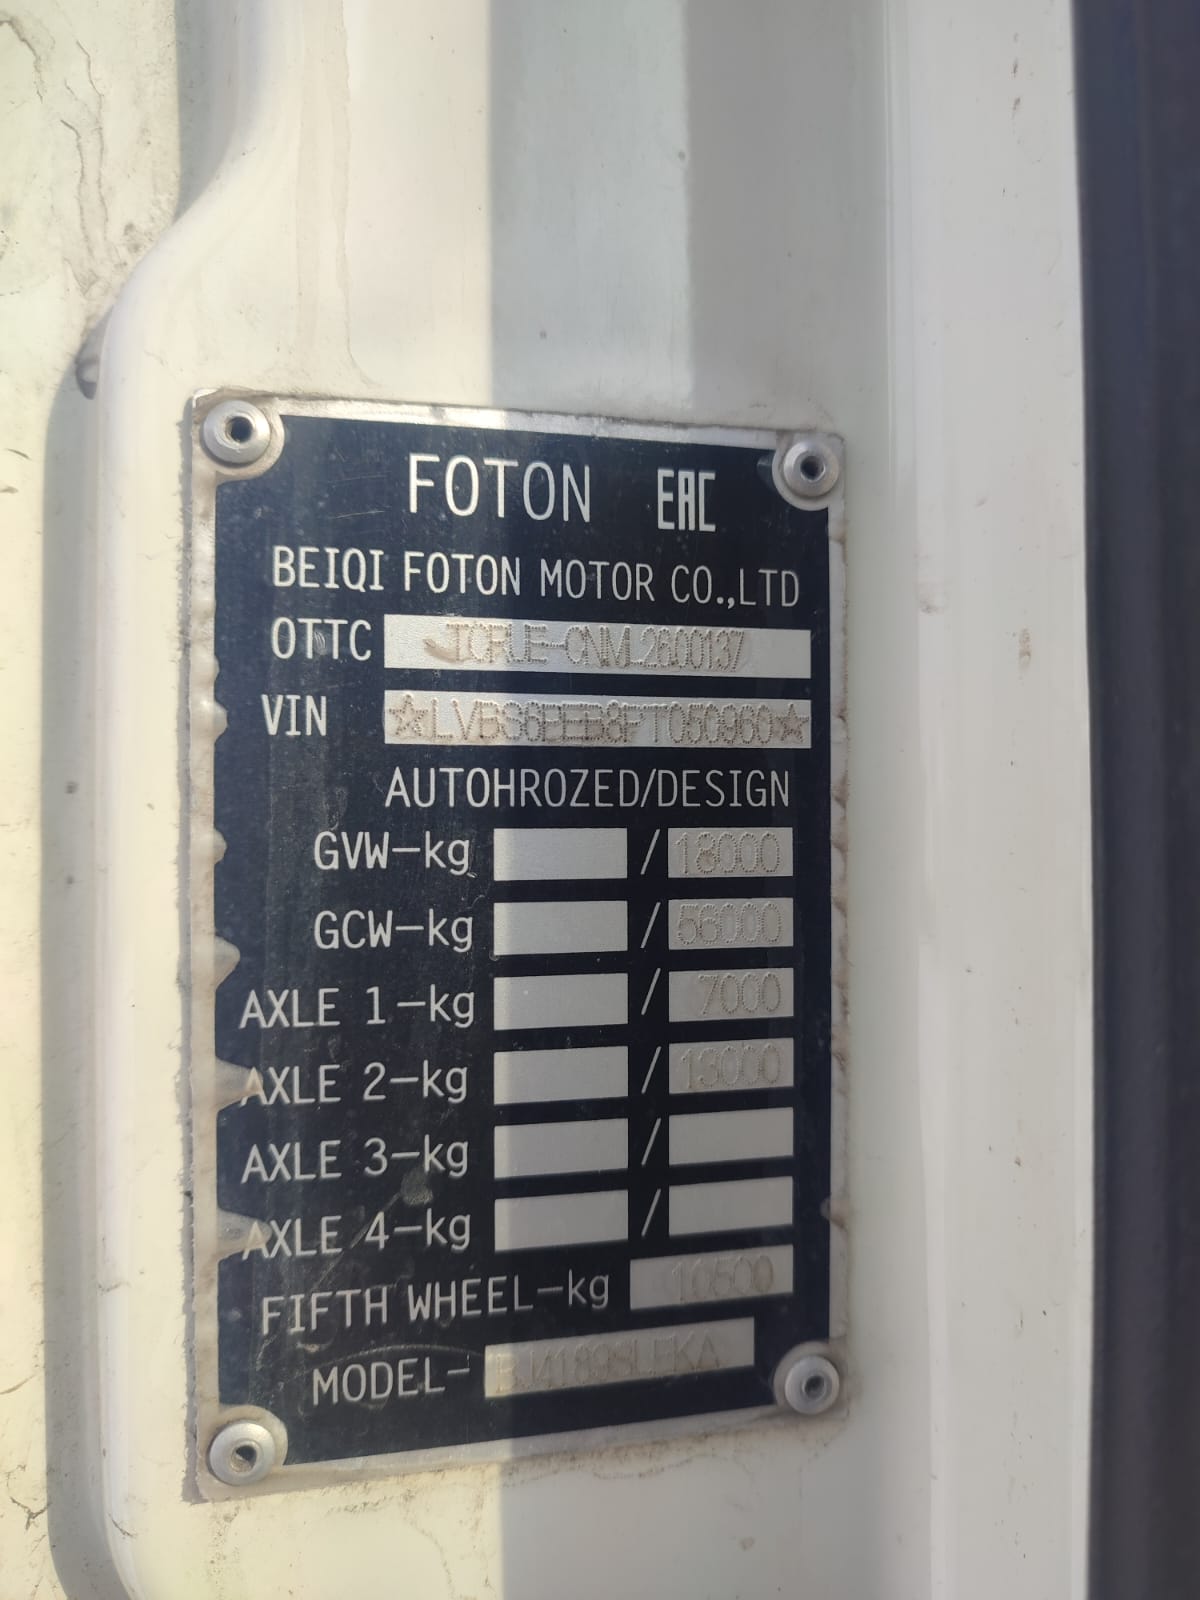 FOTON EAC
BEIQI FOTON MOTOR CO.,LTD
OTTC
VIN
AUTOHROZED/DESIGN
GVW-kg / 18000
GCW-kg / 56000
AXLE 1-kg / 7000
AXLE 2-kg / 13000
AXLE 3-kg /
AXLE 4-kg /
FIFTH WHEEL-kg 10500
MODEL-